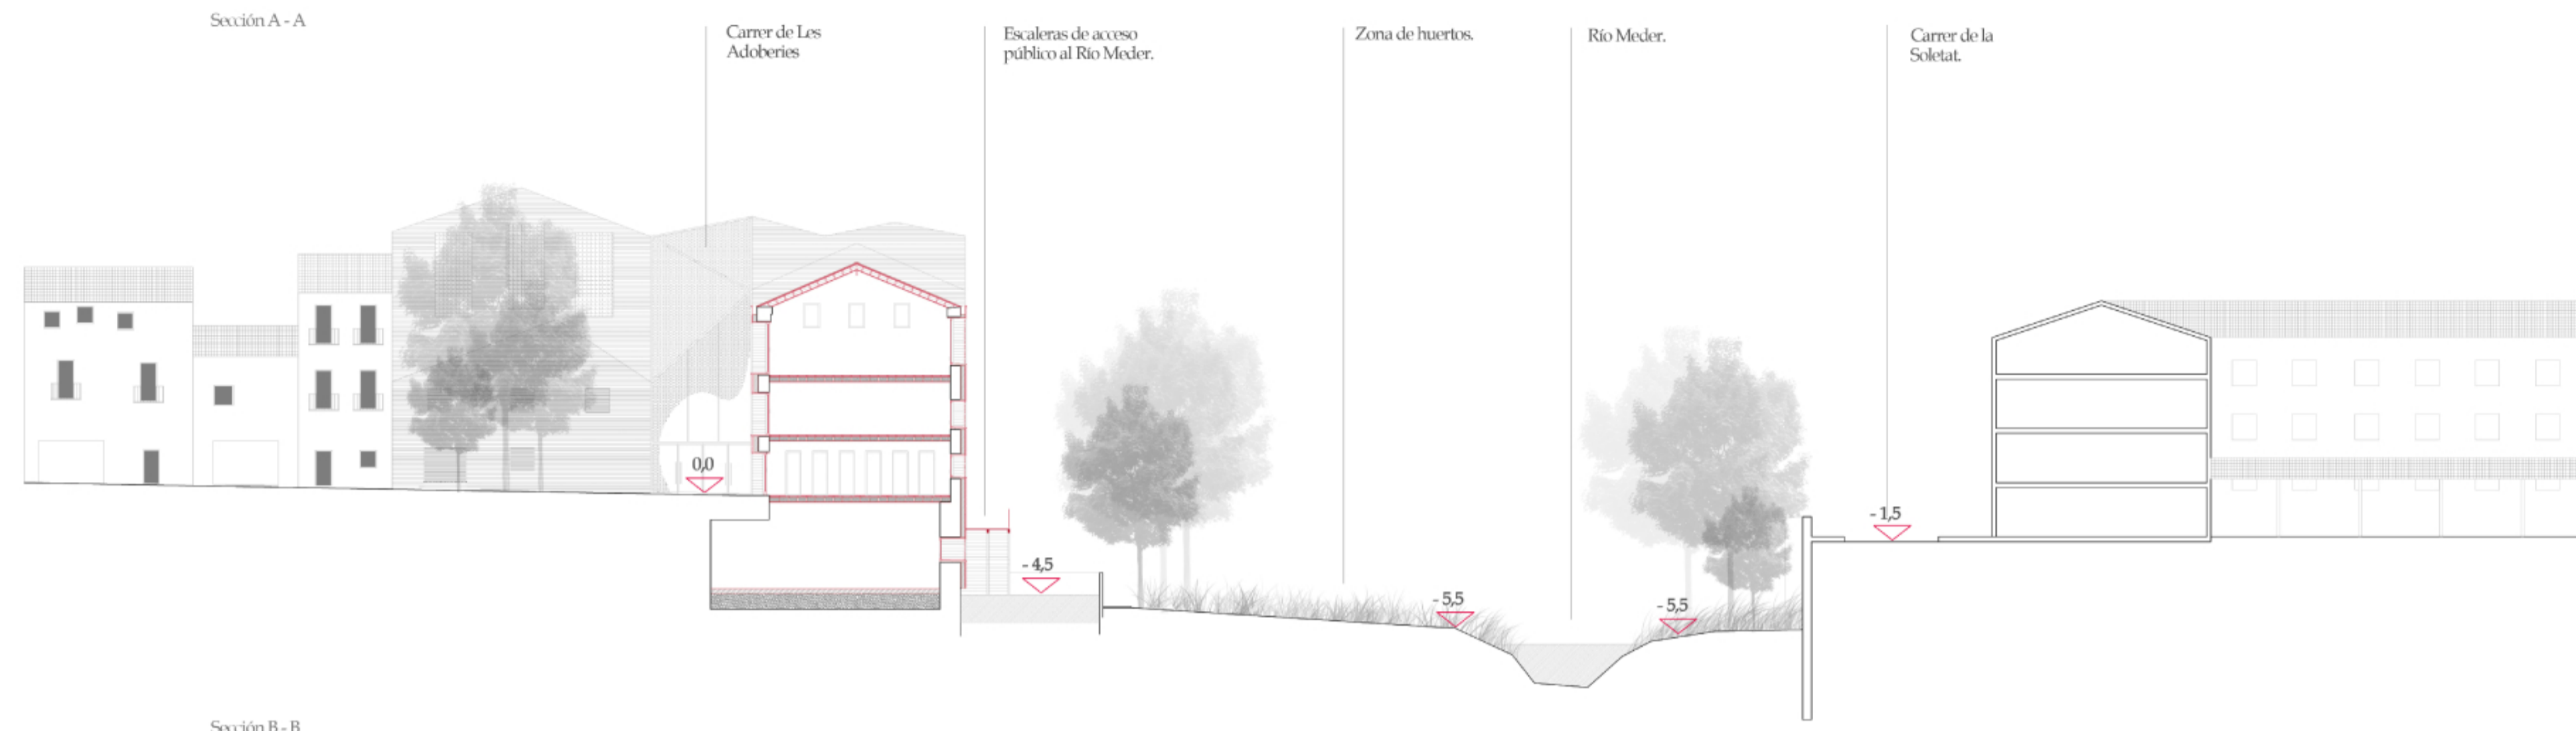 Sección A - A
Carrer de Les
Adoberies
Escaleras de acceso
público al Río Meder.
Zona de huertos.
Río Meder.
Carrer de la
Soletat.
0,0
- 4,5
- 5,5
- 5,5
- 1,5
Sección B - B